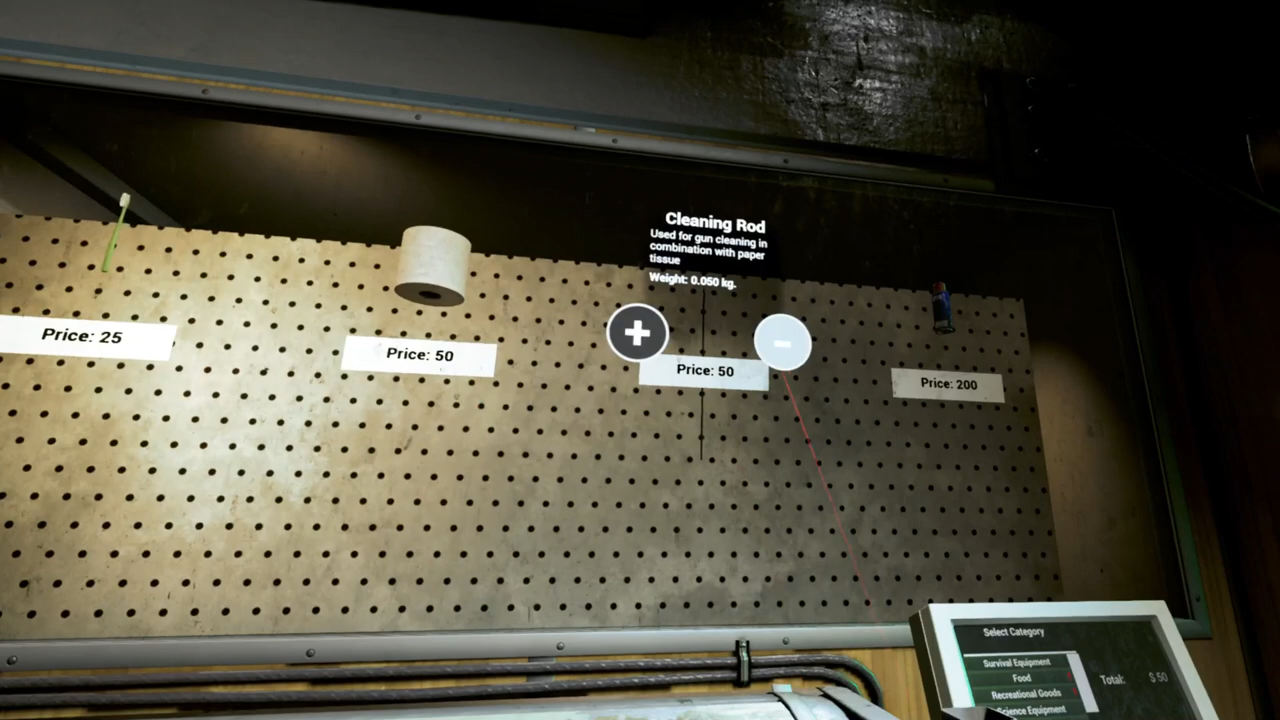 Cleaning Rod
Used for gun cleaning in
combination with paper
tissue
Weight: 0.050 kg.
Price: 25
Price: 50
Price: 50
Price: 200
Select Category
Survival Equipment
Food
Recreational Goods
Science Equipment
Total: $ 50